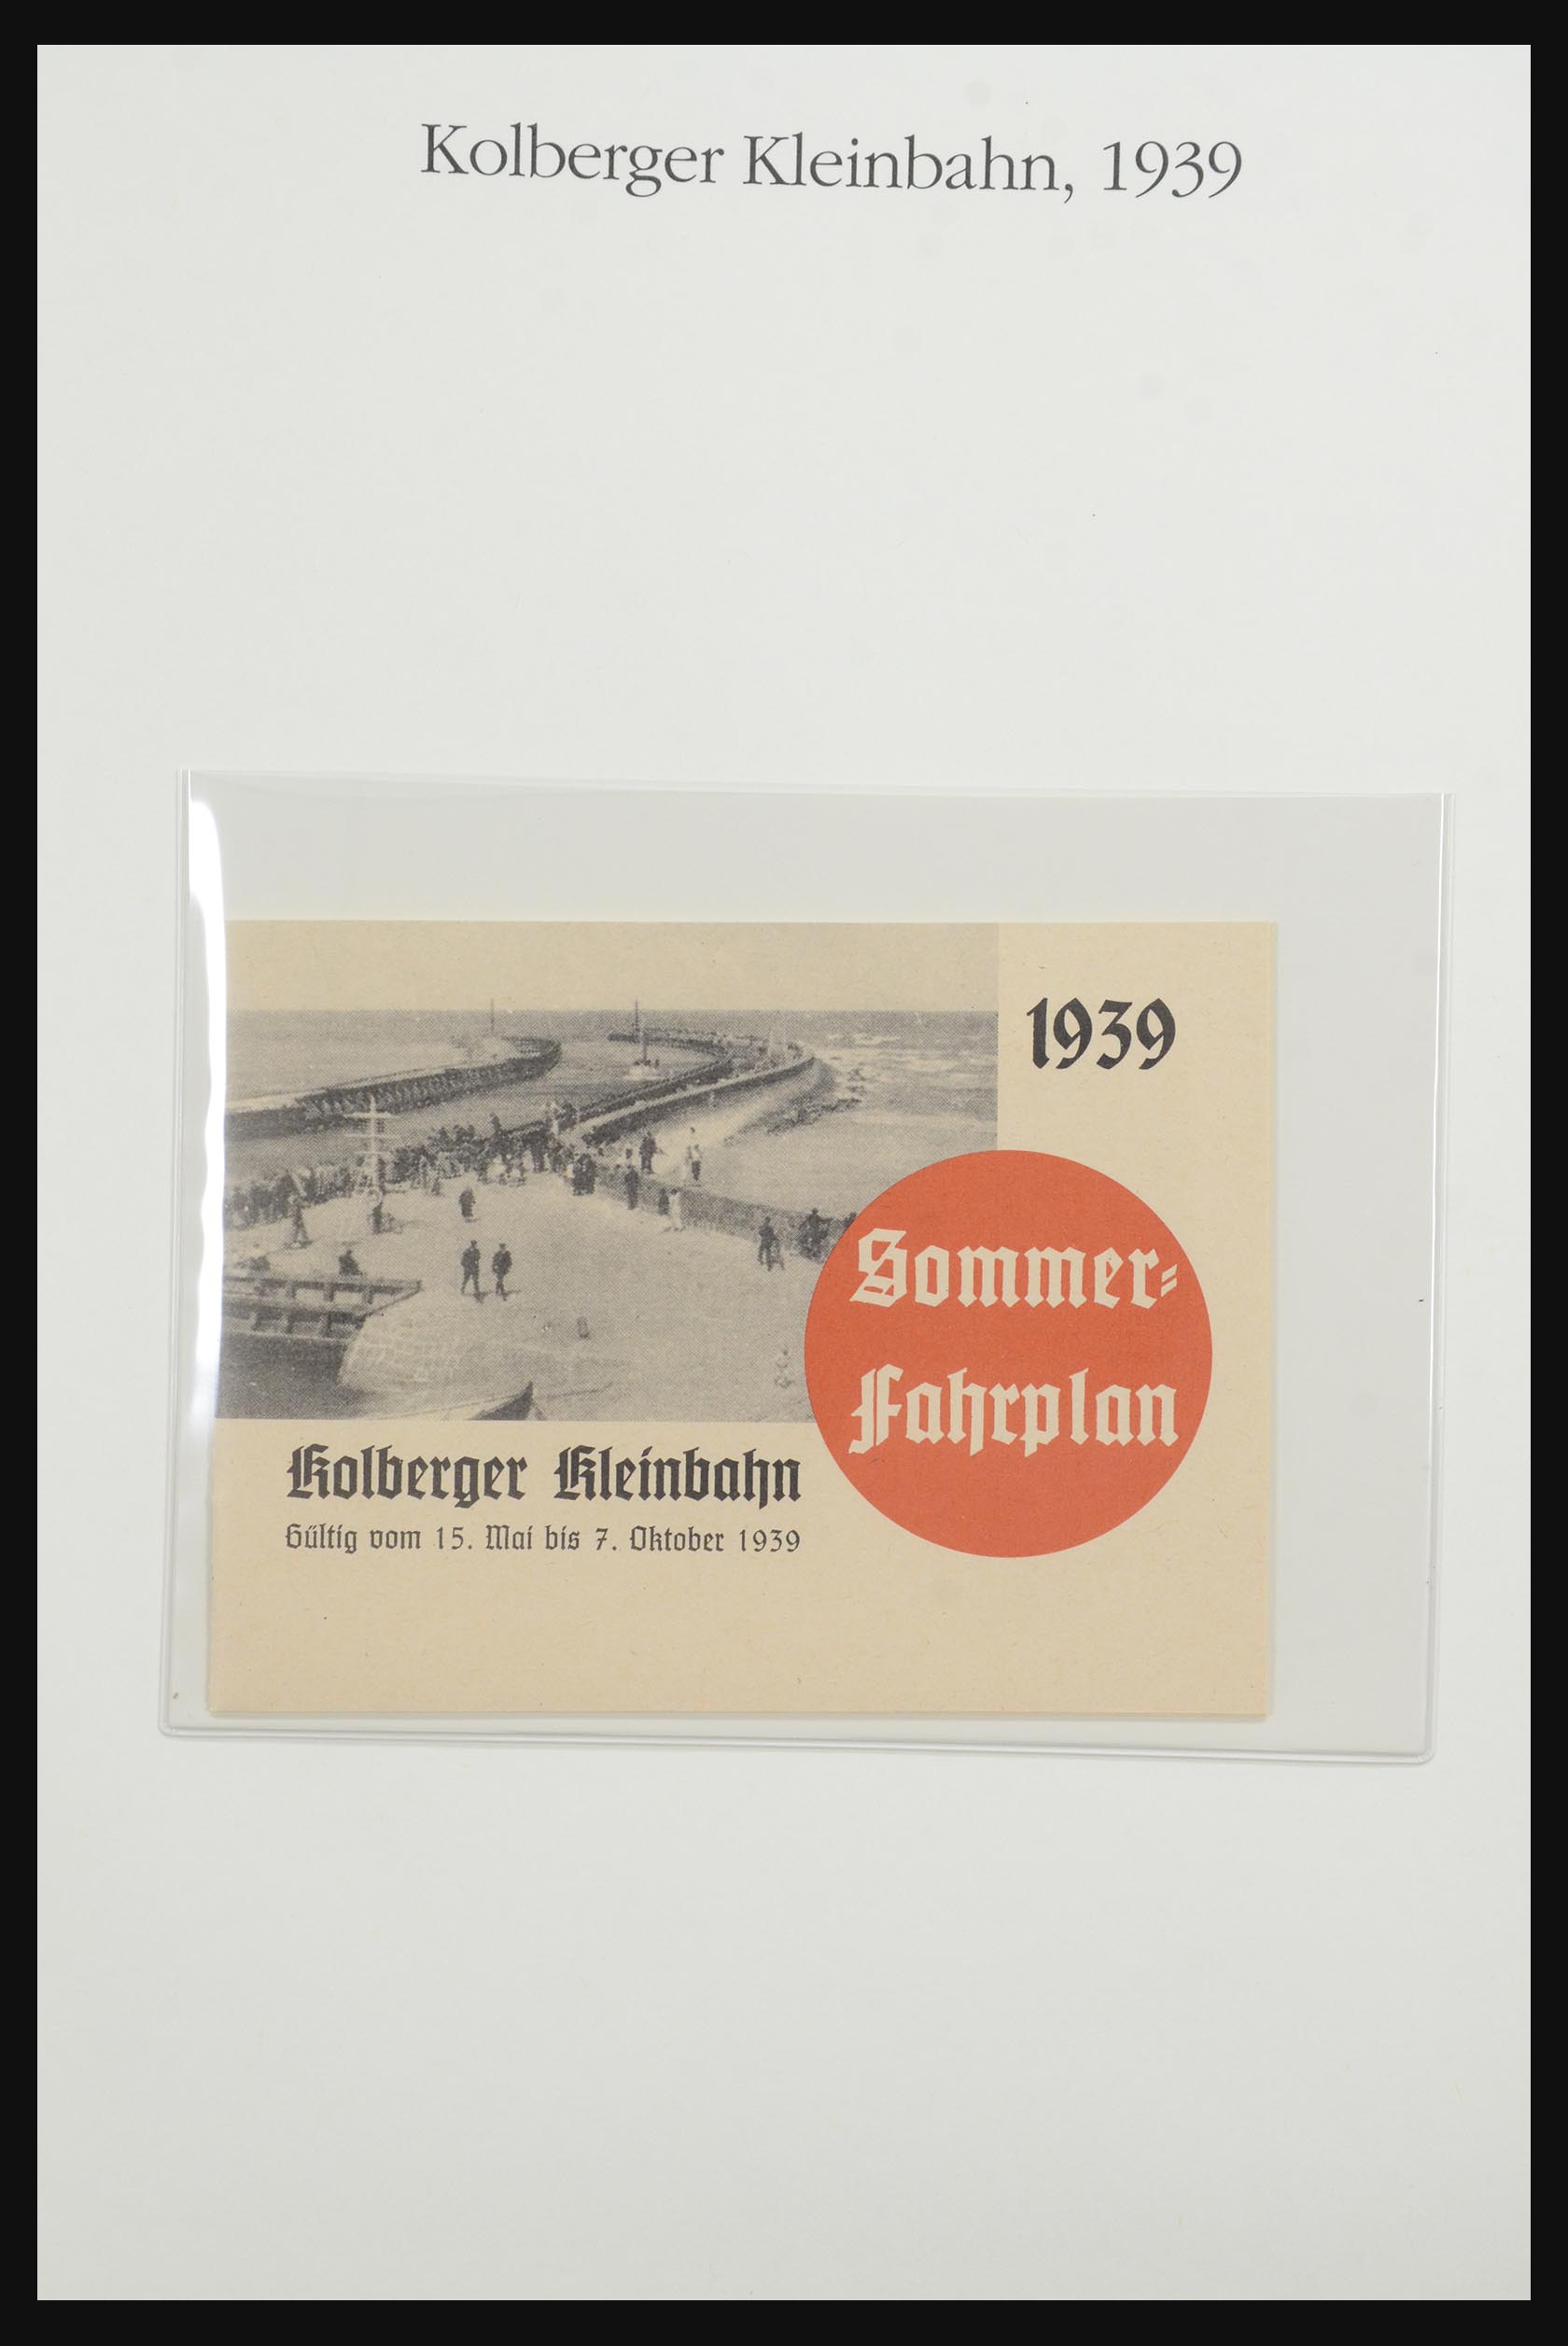 Kolberger Kleinbahn, 1939
1939
Sommer=
Fahrplan
Kolberger Kleinbahn
Gültig vom 15. Mai bis 7. Oktober 1939